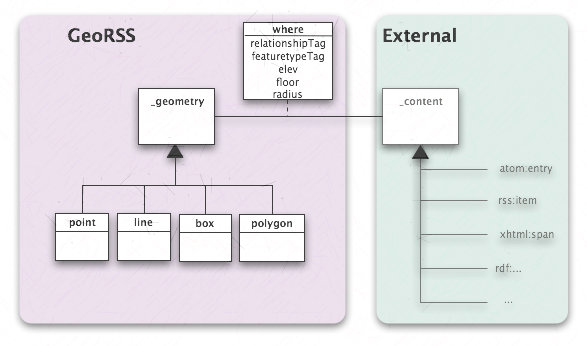 GeoRSS
where
relationshipTag
featuretypeTag
elev
floor
radius
_geometry
point
line
box
polygon
External
_content
atom:entry
rss:item
xhtml:span
rdf:...
...